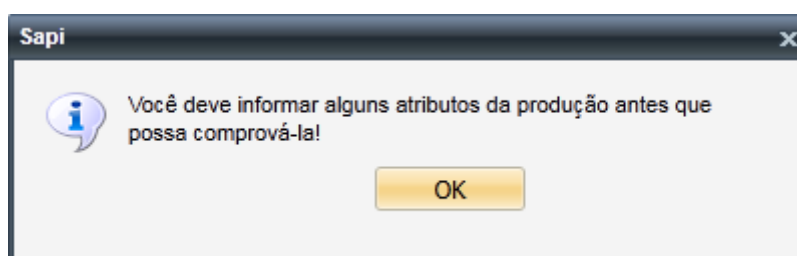 Sapi
Você deve informar alguns atributos da produção antes que
possa comprová-la!
OK